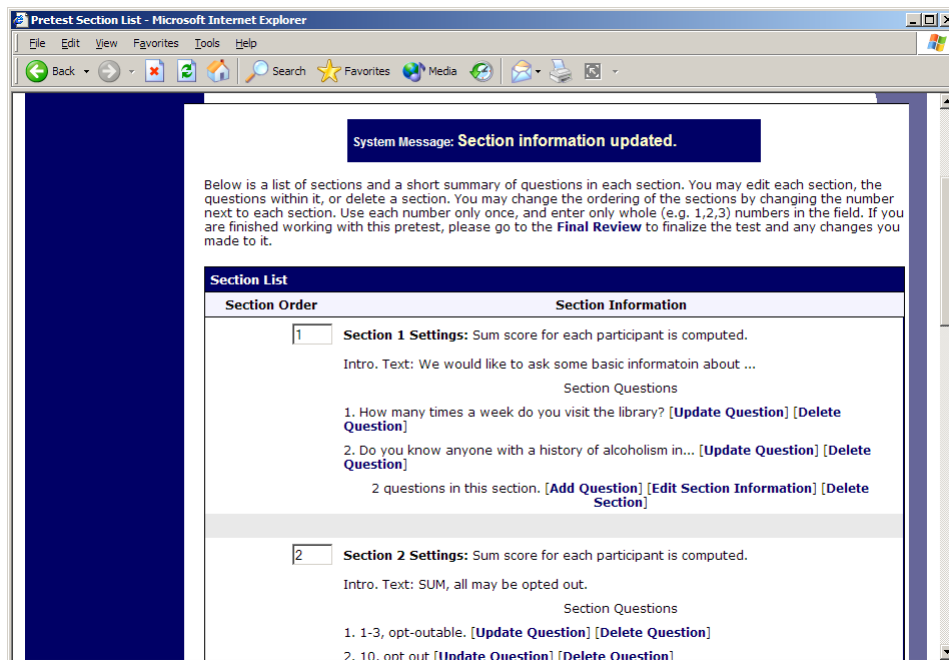 Pretest Section List - Microsoft Internet Explorer
File Edit View Favorites Tools Help
Back Search Favorites Media
System Message: Section information updated.
Below is a list of sections and a short summary of questions in each section. You may edit each section, the
questions within it, or delete a section. You may change the ordering of the sections by changing the number
next to each section. Use each number only once, and enter only whole (e.g. 1,2,3) numbers in the field. If you
are finished working with this pretest, please go to the Final Review to finalize the test and any changes you
made to it.
Section List
Section Order Section Information
1 Section 1 Settings: Sum score for each participant is computed.
Intro. Text: We would like to ask some basic informatoin about ...
Section Questions
1. How many times a week do you visit the library? [Update Question] [Delete
Question]
2. Do you know anyone with a history of alcoholism in... [Update Question] [Delete
Question]
2 questions in this section. [Add Question] [Edit Section Information] [Delete
Section]
2 Section 2 Settings: Sum score for each participant is computed.
Intro. Text: SUM, all may be opted out.
Section Questions
1. 1-3, opt-outable. [Update Question] [Delete Question]
2. 10, opt out [Update Question] [Delete Question]